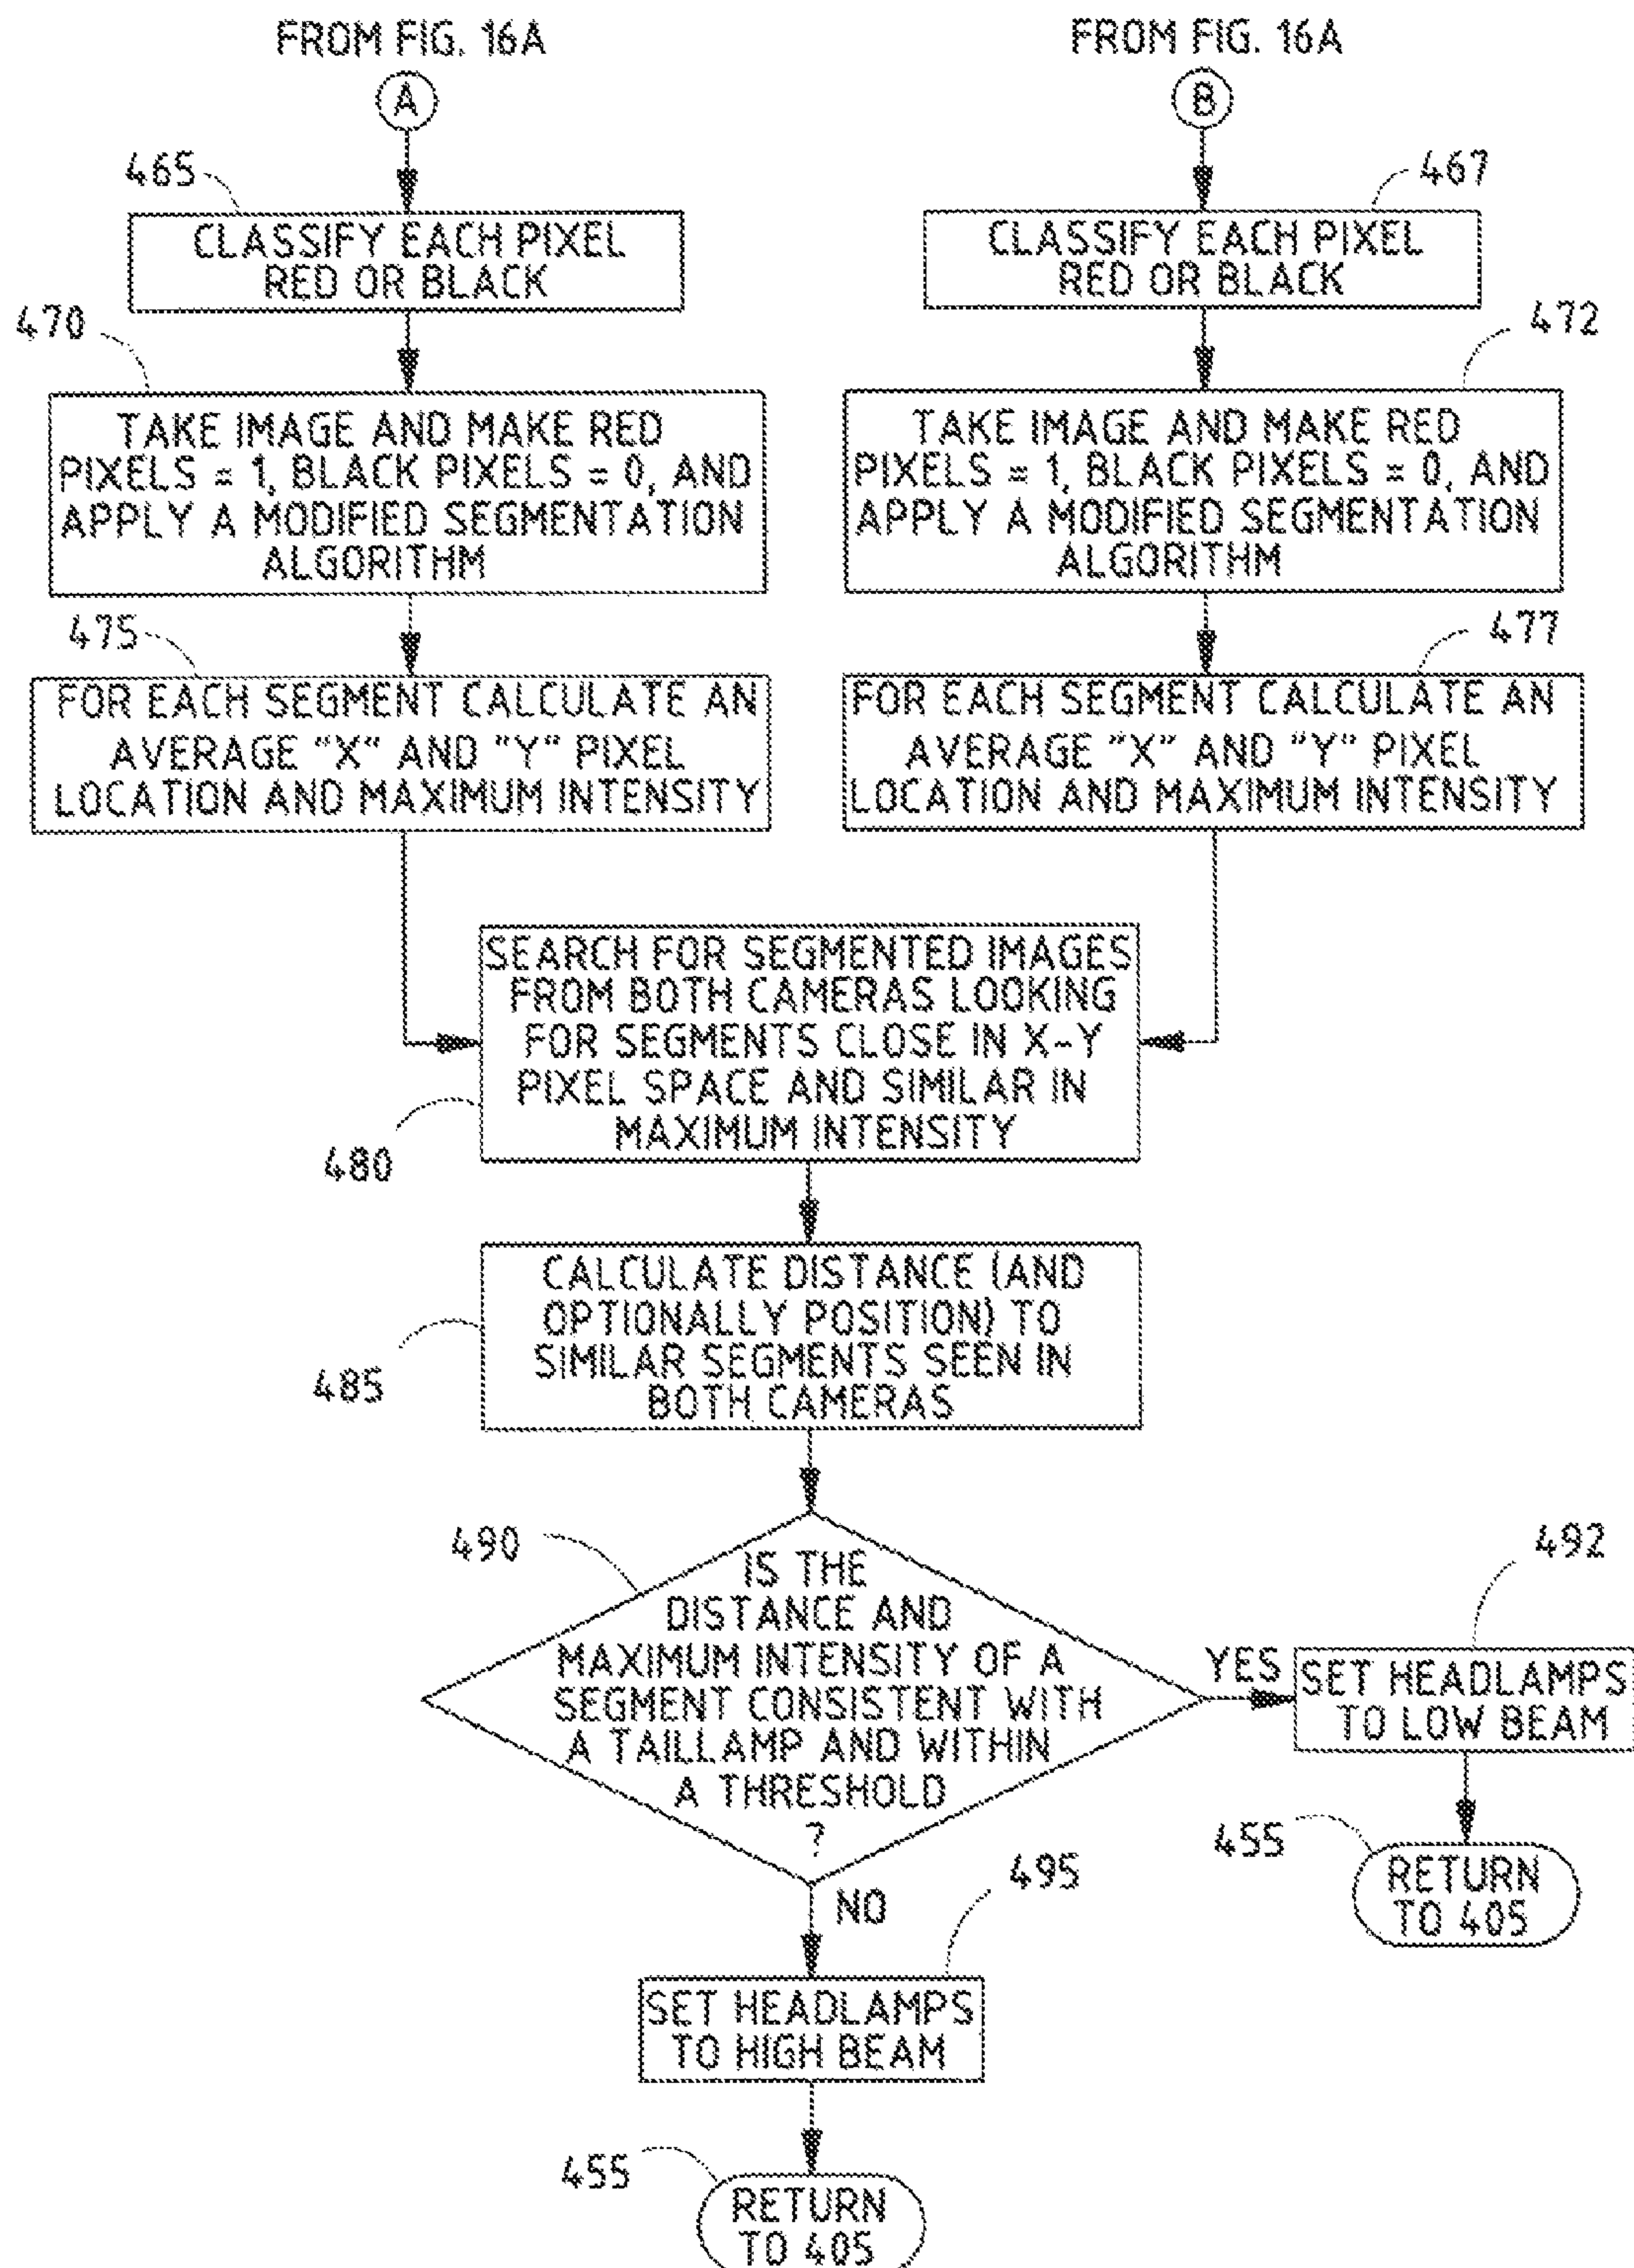 FROM FIG. 16A
A
465
CLASSIFY EACH PIXEL
RED OR BLACK
470
TAKE IMAGE AND MAKE RED
PIXELS = 1, BLACK PIXELS = 0, AND
APPLY A MODIFIED SEGMENTATION
ALGORITHM
475
FOR EACH SEGMENT CALCULATE AN
AVERAGE "X" AND "Y" PIXEL
LOCATION AND MAXIMUM INTENSITY
FROM FIG. 16A
B
467
CLASSIFY EACH PIXEL
RED OR BLACK
472
TAKE IMAGE AND MAKE RED
PIXELS = 1, BLACK PIXELS = 0, AND
APPLY A MODIFIED SEGMENTATION
ALGORITHM
477
FOR EACH SEGMENT CALCULATE AN
AVERAGE "X" AND "Y" PIXEL
LOCATION AND MAXIMUM INTENSITY
SEARCH FOR SEGMENTED IMAGES
FROM BOTH CAMERAS LOOKING
FOR SEGMENTS CLOSE IN X-Y
PIXEL SPACE AND SIMILAR IN
MAXIMUM INTENSITY
480
CALCULATE DISTANCE (AND
OPTIONALLY POSITION) TO
SIMILAR SEGMENTS SEEN IN
BOTH CAMERAS
485
490
IS THE
DISTANCE AND
MAXIMUM INTENSITY OF A
SEGMENT CONSISTENT WITH
A TAILLAMP AND WITHIN
A THRESHOLD
?
YES
492
SET HEADLAMPS
TO LOW BEAM
455
RETURN
TO 405
NO
495
SET HEADLAMPS
TO HIGH BEAM
455
RETURN
TO 405